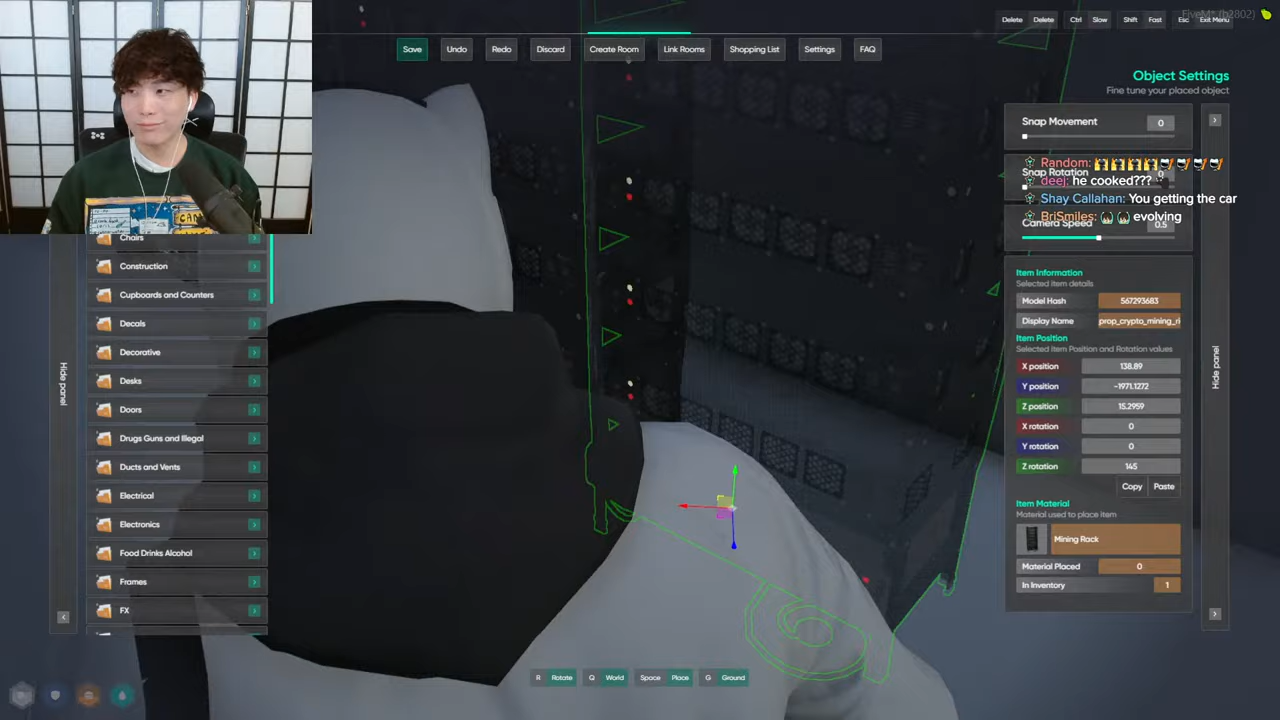 FiveM® (b2802)
Delete Delete Ctrl Slow Shift Fast Esc Exit Menu
Save Undo Redo Discard Create Room Link Rooms Shopping List Settings FAQ
Object Settings
Fine tune your placed object
Snap Movement 0
Random:
Snap Rotation 0
deej: he cooked???
Shay Callahan: You getting the car
BriSmiles: evolving
Camera Speed 0.5
Chairs
Construction
Cupboards and Counters
Decals
Decorative
Desks
Doors
Drugs Guns and Illegal
Ducts and Vents
Electrical
Electronics
Food Drinks Alcohol
Frames
FX
Hide panel
Item Information
Selected item details
Model Hash 567293683
Display Name prop_crypto_mining_ri
Item Position
Selected Item Position and Rotation values
X position 138.89
Y position -1971.1272
Z position 15.2959
X rotation 0
Y rotation 0
Z rotation 145
Copy Paste
Item Material
Material used to place item
Mining Rack
Material Placed 0
In Inventory 1
Hide panel
R Rotate Q World Space Place G Ground